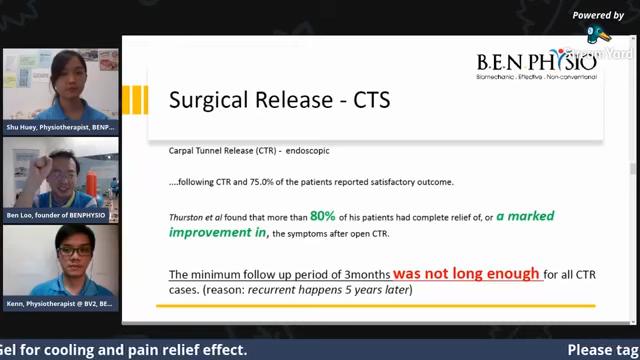 Powered by
StreamYard
B.E.N PHYSIO
Biomechanic . Effective . Non-conventional
Surgical Release - CTS
Shu Huey, Physiotherapist, BENP...
Carpal Tunnel Release (CTR) - endoscopic
....following CTR and 75.0% of the patients reported satisfactory outcome.
Ben Loo, founder of BENPHYSIO
Thurston et al found that more than 80% of his patients had complete relief of, or a marked
improvement in, the symptoms after open CTR.
The minimum follow up period of 3months was not long enough for all CTR
cases. (reason: recurrent happens 5 years later)
Kenn, Physiotherapist @ BV2, BE...
Gel for cooling and pain relief effect.
Please tag